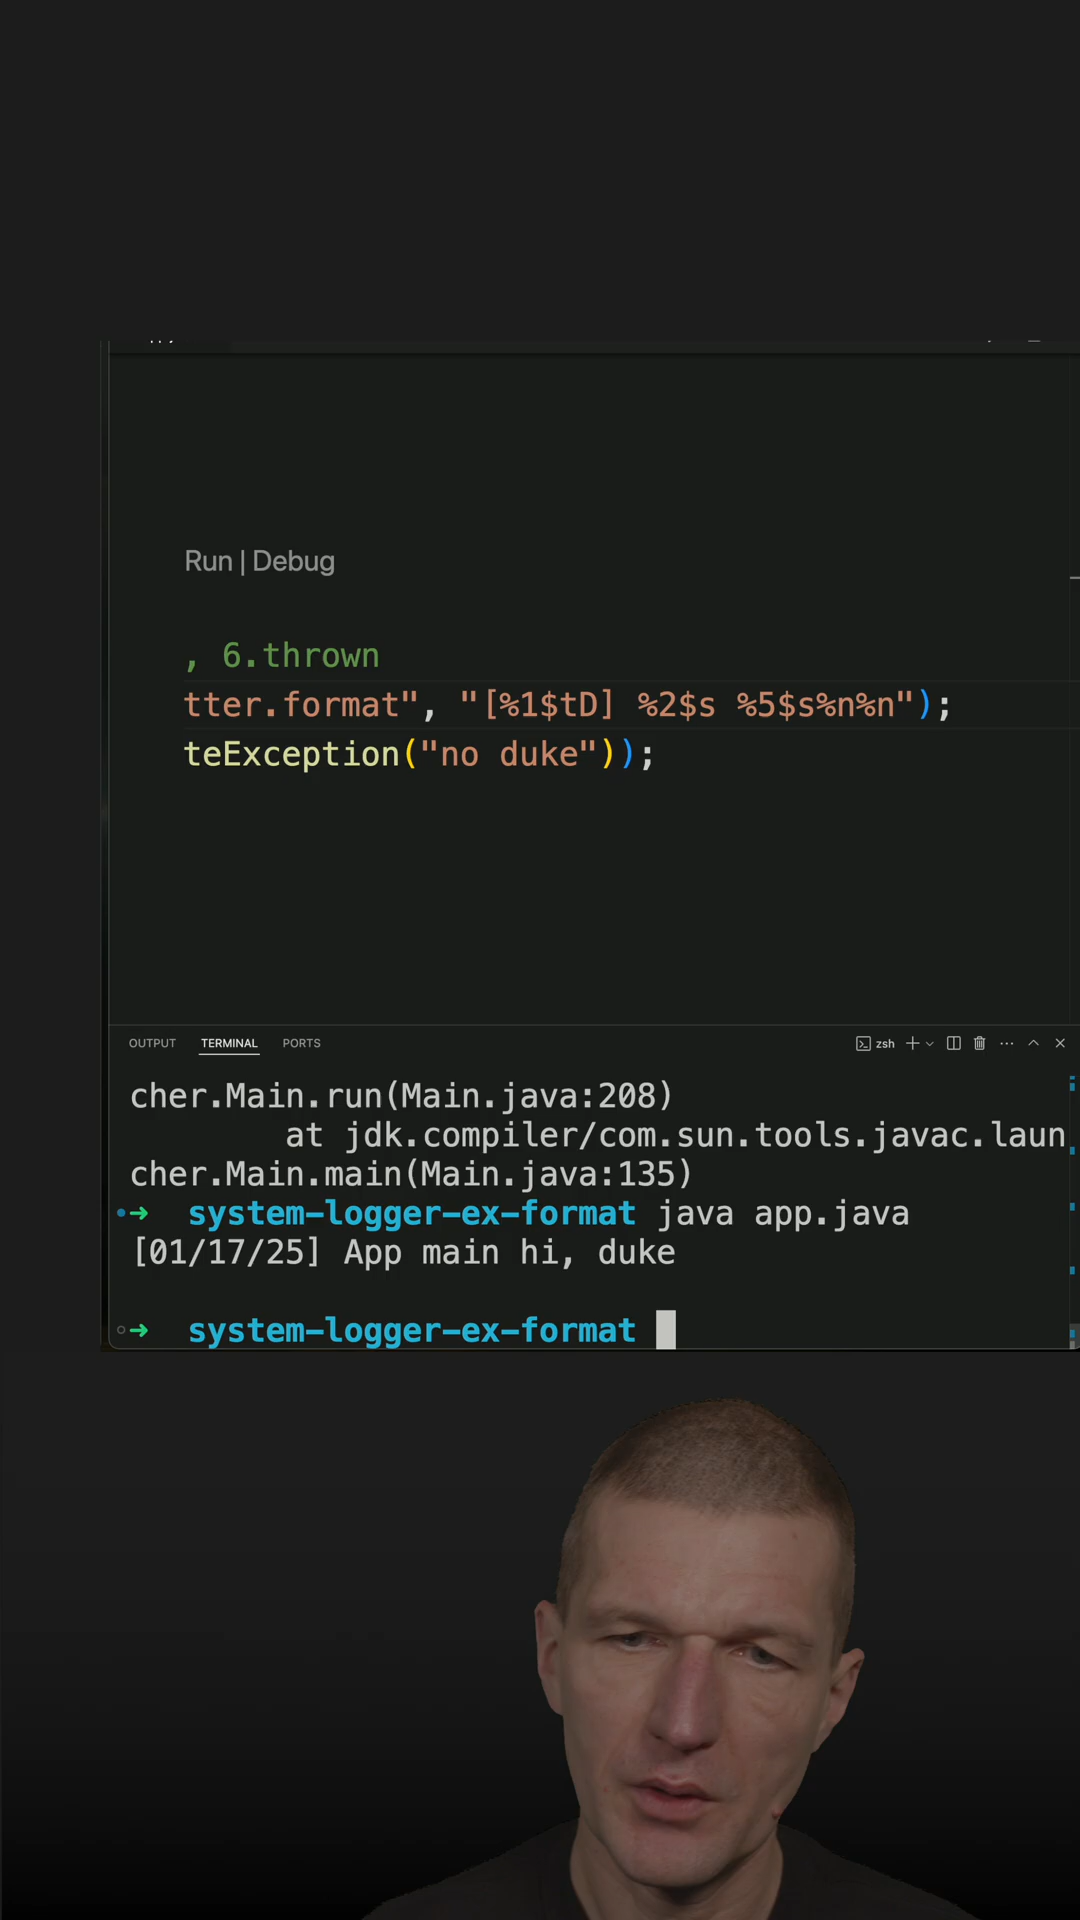 Run | Debug
, 6.thrown
tter.format", "[%1$tD] %2$s %5$s%n%n");
teException("no duke"));
OUTPUT TERMINAL PORTS
zsh
cher.Main.run(Main.java:208)
at jdk.compiler/com.sun.tools.javac.laun
cher.Main.main(Main.java:135)
system-logger-ex-format java app.java
[01/17/25] App main hi, duke
system-logger-ex-format